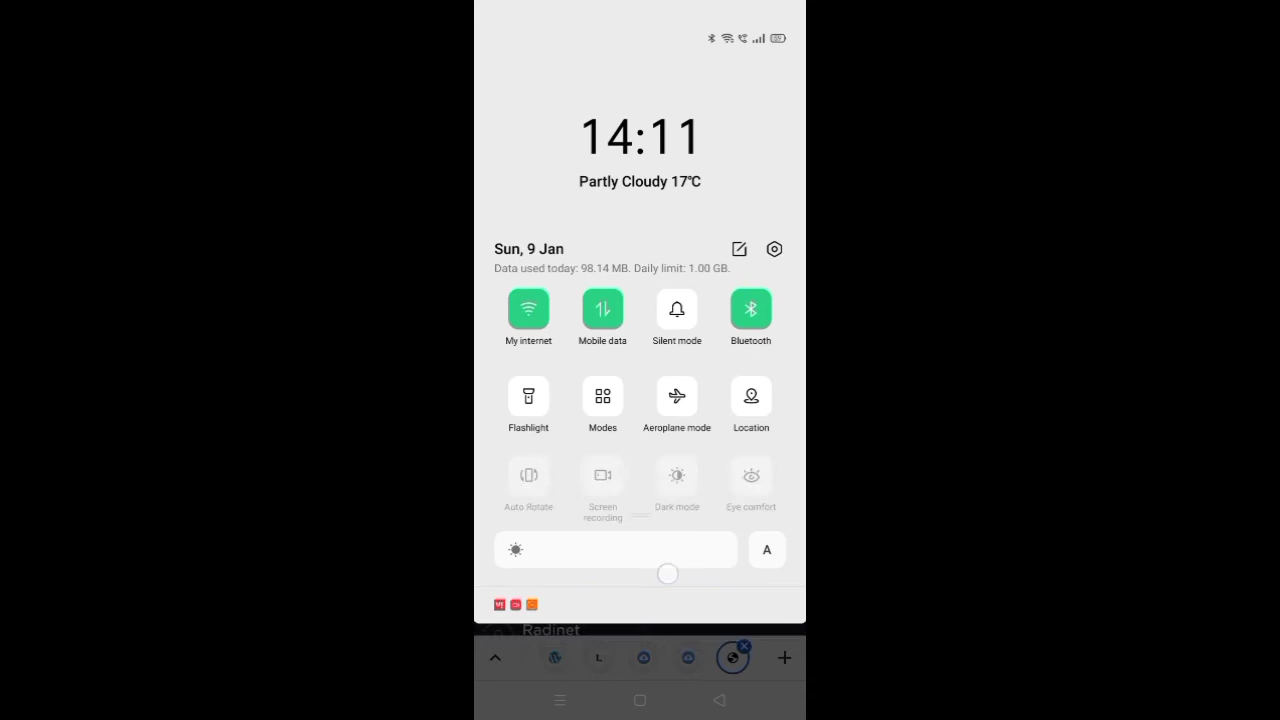 14:11
Partly Cloudy 17°C
Sun, 9 Jan
Data used today: 98.14 MB. Daily limit: 1.00 GB.
My internet Mobile data Silent mode Bluetooth
Flashlight Modes Aeroplane mode Location
Auto Rotate Screen recording Dark mode Eye comfort
A
Radinet
L